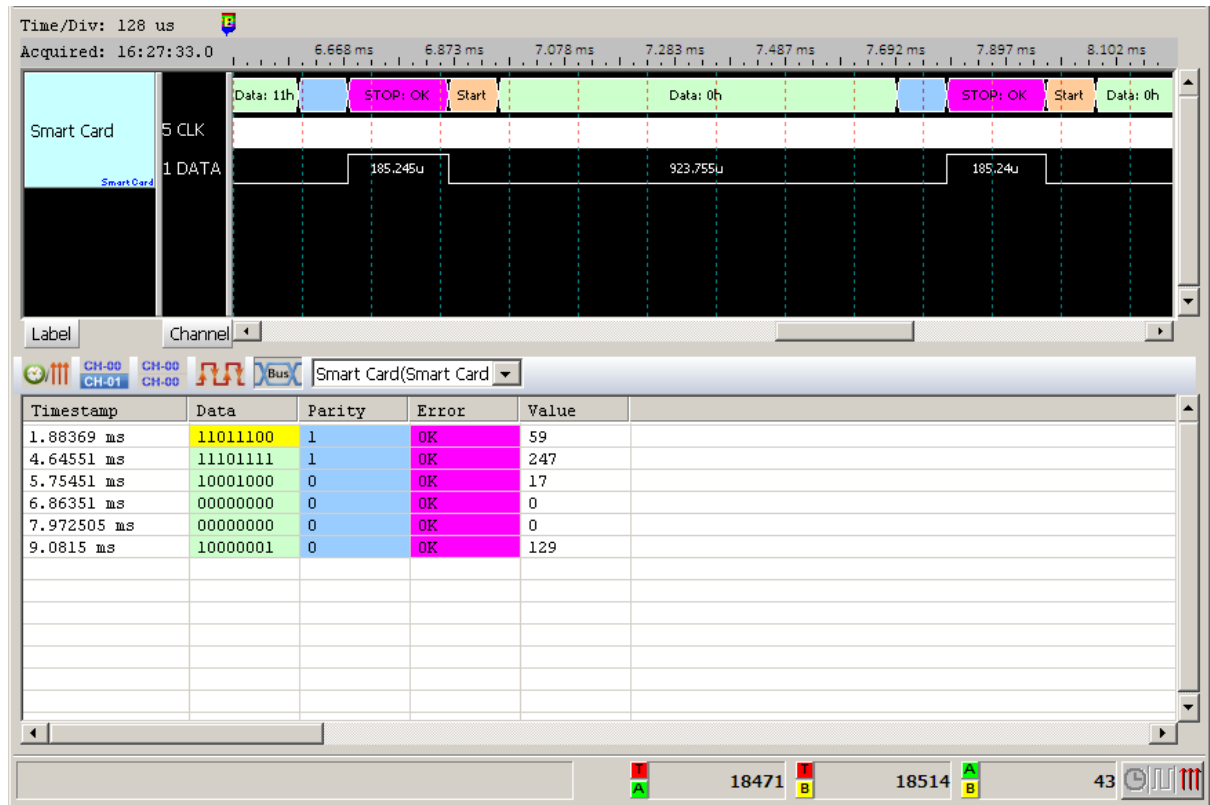 Time/Div: 128 us
B
Acquired: 16:27:33.0
6.668 ms 6.873 ms 7.078 ms 7.283 ms 7.487 ms 7.692 ms 7.897 ms 8.102 ms
Data: 11h STOP: OK Start Data: 0h STOP: OK Start Data: 0h
Smart Card 5 CLK
1 DATA 185.245u 923.755u 185.24u
SmartCard
Label Channel
CH-00 CH-00
CH-01 CH-00
Bus Smart Card(Smart Card
Timestamp Data Parity Error Value
1.88369 ms 11011100 1 OK 59
4.64551 ms 11101111 1 OK 247
5.75451 ms 10001000 0 OK 17
6.86351 ms 00000000 0 OK 0
7.972505 ms 00000000 0 OK 0
9.0815 ms 10000001 0 OK 129
T A 18471 T B 18514 A B 43